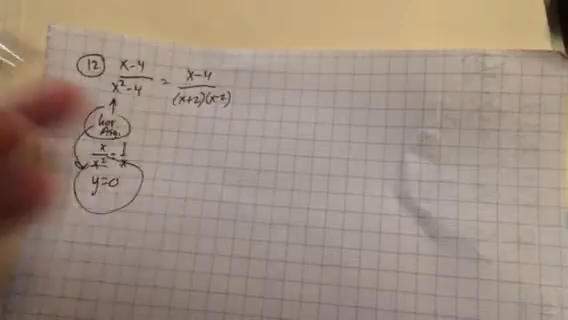 12 x-4/x²-4 = x-4/(x+2)(x-2)
Hor.
Asy.
x/x² = 1/x
y=0